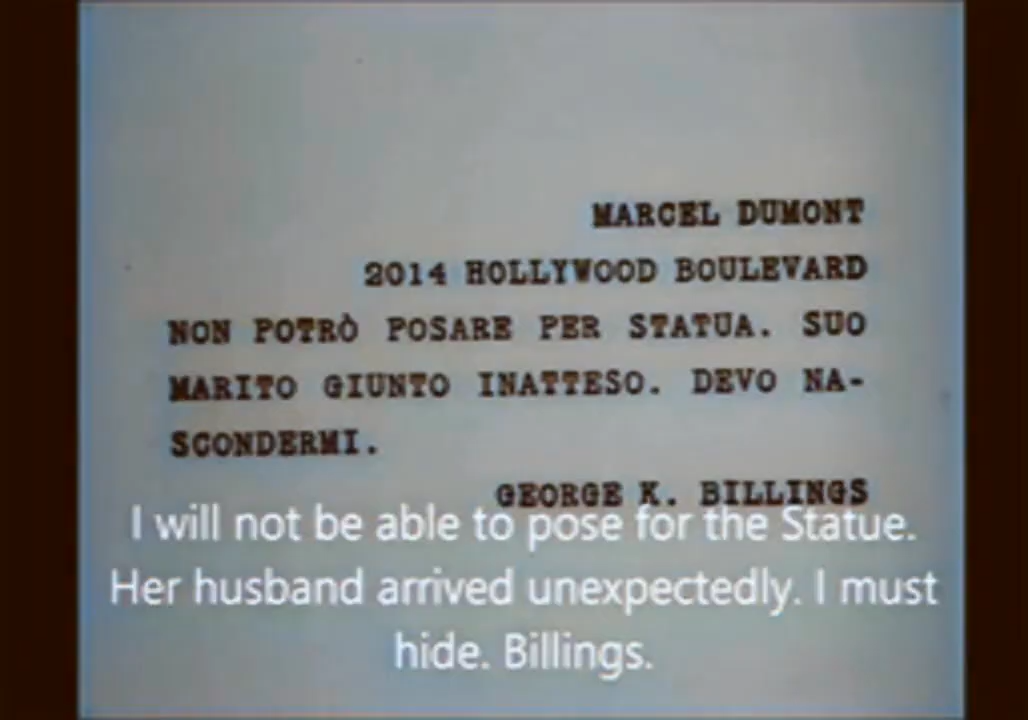 MARCEL DUMONT
2014 HOLLYWOOD BOULEVARD
NON POTRÒ POSARE PER STATUA. SUO
MARITO GIUNTO INATTESO. DEVO NA-
SCONDERMI.
GEORGE K. BILLINGS
I will not be able to pose for the Statue.
Her husband arrived unexpectedly. I must
hide. Billings.